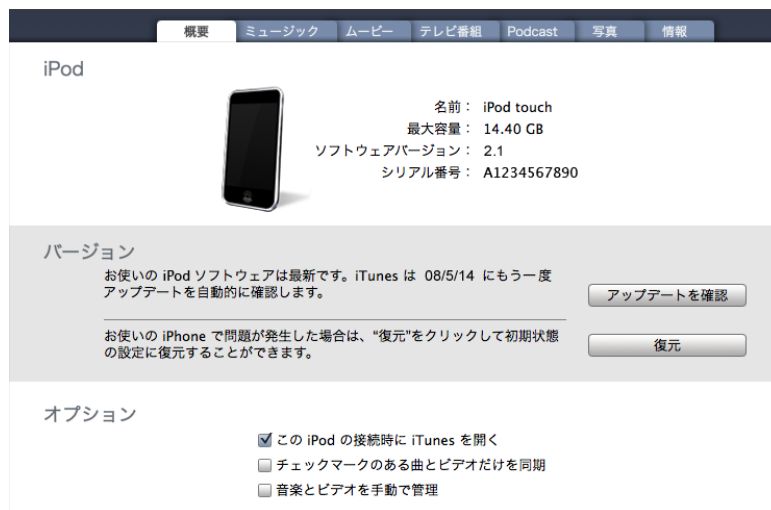 概要 ミュージック ムービー テレビ番組 Podcast 写真 情報
iPod
名前： iPod touch
最大容量： 14.40 GB
ソフトウェアバージョン： 2.1
シリアル番号： A1234567890
バージョン
お使いの iPod ソフトウェアは最新です。iTunes は 08/5/14 にもう一度
アップデートを自動的に確認します。
アップデートを確認
お使いの iPhone で問題が発生した場合は、“復元”をクリックして初期状態
の設定に復元することができます。
復元
オプション
この iPod の接続時に iTunes を開く
チェックマークのある曲とビデオだけを同期
音楽とビデオを手動で管理